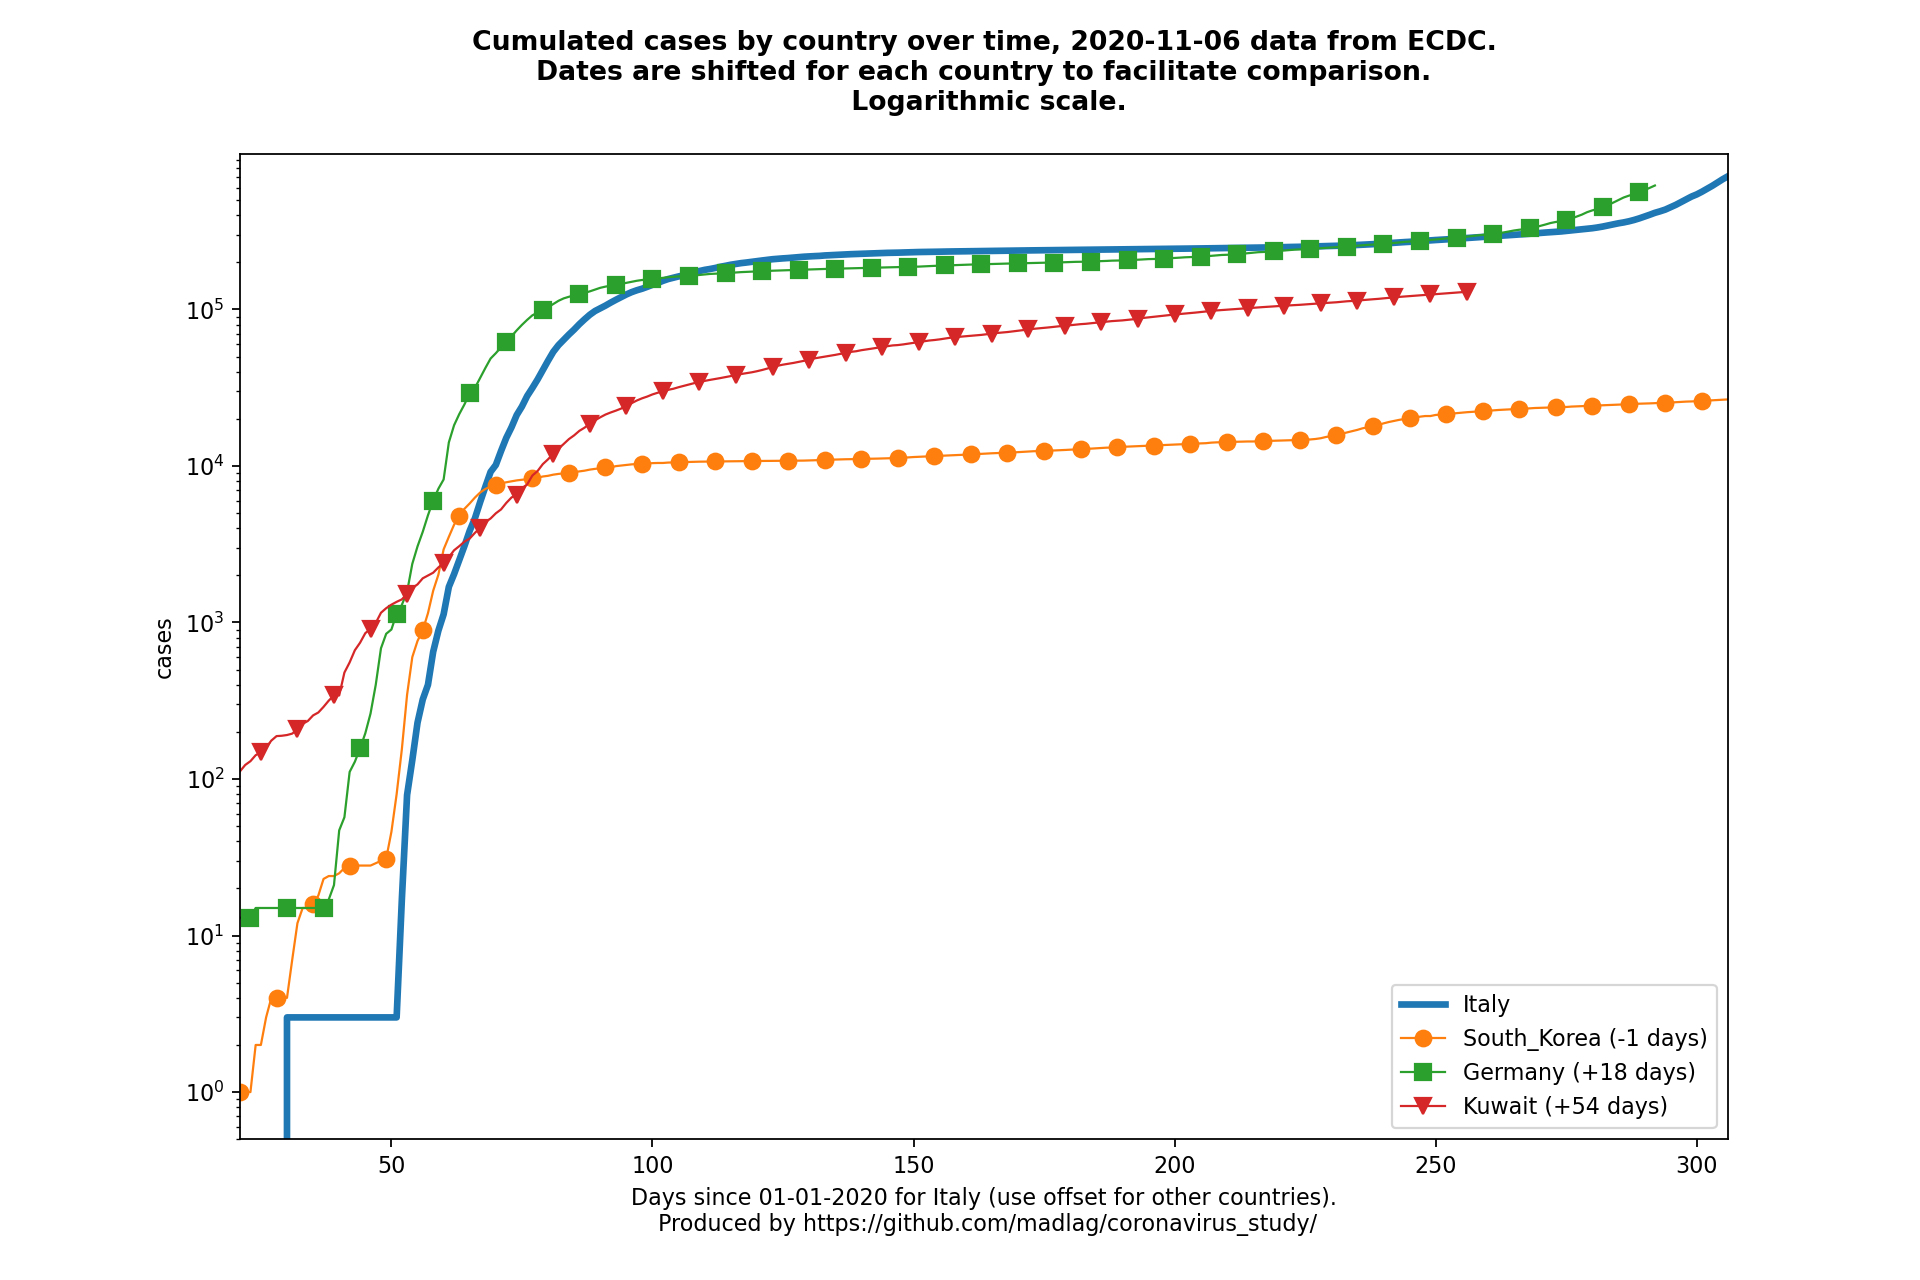 Cumulated cases by country over time, 2020-11-06 data from ECDC.
Dates are shifted for each country to facilitate comparison.
Logarithmic scale.
cases
10^5
10^4
10^3
10^2
10^1
10^0
Italy
South_Korea (-1 days)
Germany (+18 days)
Kuwait (+54 days)
50 100 150 200 250 300
Days since 01-01-2020 for Italy (use offset for other countries).
Produced by https://github.com/madlag/coronavirus_study/